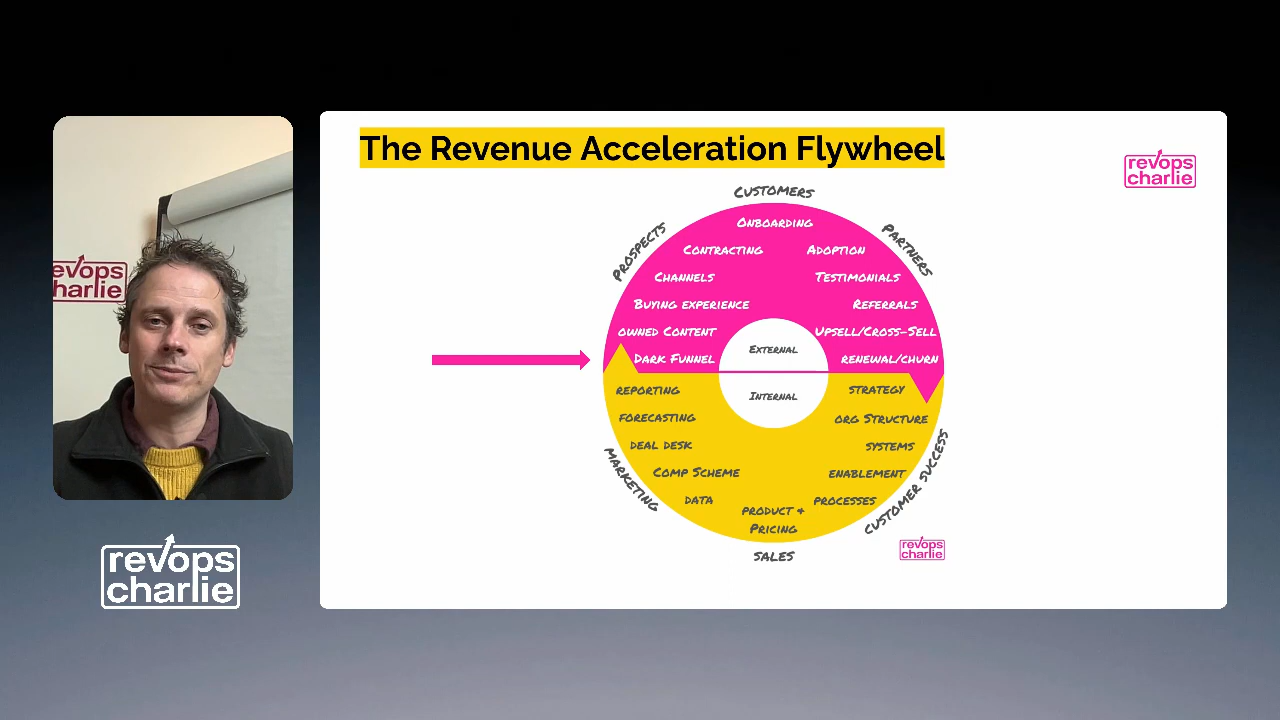 The Revenue Acceleration Flywheel
revops
charlie
CUSTOMERS
PROSPECTS
PARTNERS
ONBOARDING
CONTRACTING
ADOPTION
CHANNELS
TESTIMONIALS
BUYING EXPERIENCE
REFERRALS
OWNED CONTENT
UPSELL/CROSS-SELL
DARK FUNNEL
RENEWAL/CHURN
EXTERNAL
INTERNAL
REPORTING
STRATEGY
FORECASTING
ORG STRUCTURE
DEAL DESK
SYSTEMS
COMP SCHEME
ENABLEMENT
DATA
PROCESSES
PRODUCT +
PRICING
MARKETING
CUSTOMER SUCCESS
SALES
revops
charlie
evops
harlie
revops
charlie